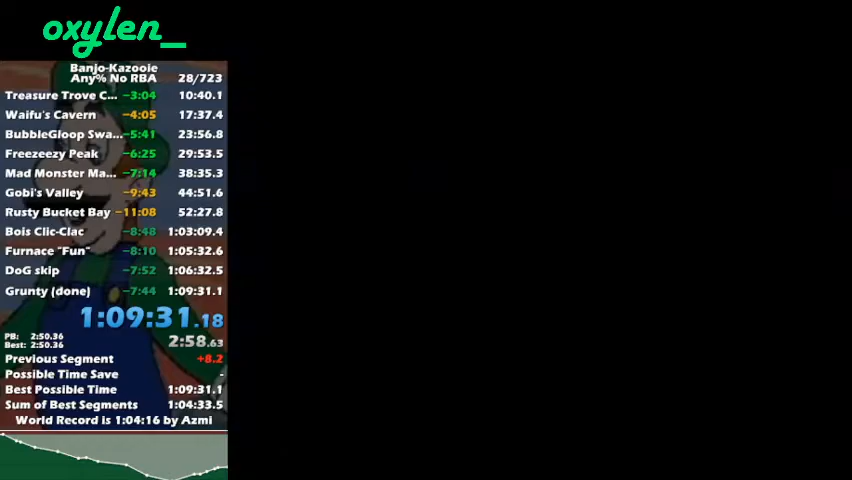 oxylen_
Banjo-Kazooie
Any% No RBA 28/723
Treasure Trove C... -3:04 10:40.1
Waifu's Cavern -4:05 17:37.4
BubbleGloop Swa... -5:41 23:56.8
Freezeezy Peak -6:25 29:53.5
Mad Monster Ma... -7:14 38:35.3
Gobi's Valley -9:43 44:51.6
Rusty Bucket Bay -11:08 52:27.8
Bois Clic-Clac -8:48 1:03:09.4
Furnace "Fun" -8:10 1:05:32.6
DoG skip -7:52 1:06:32.5
Grunty (done) -7:44 1:09:31.1
1:09:31.18
PB: 2:50.36
Best: 2:50.36 2:58.63
Previous Segment +8.2
Possible Time Save -
Best Possible Time 1:09:31.1
Sum of Best Segments 1:04:33.5
World Record is 1:04:16 by Azmi